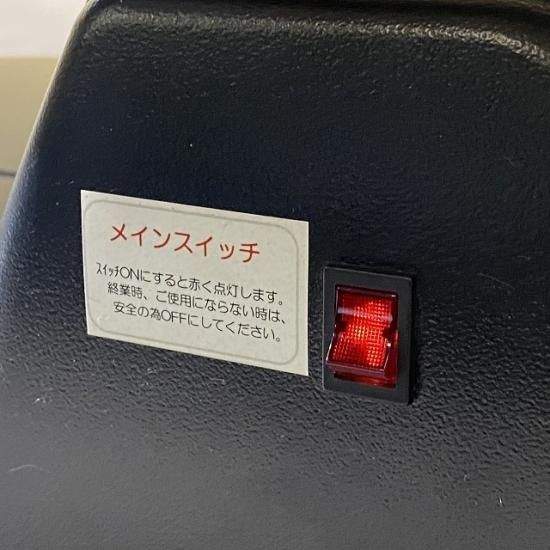 メインスイッチ
スイッチONにすると赤く点灯します。
終業時、ご使用にならない時は、
安全の為OFFにしてください。